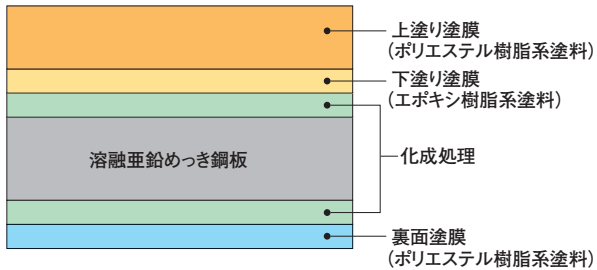 上塗り塗膜
(ポリエステル樹脂系塗料)
下塗り塗膜
(エポキシ樹脂系塗料)
溶融亜鉛めっき鋼板
化成処理
裏面塗膜
(ポリエステル樹脂系塗料)